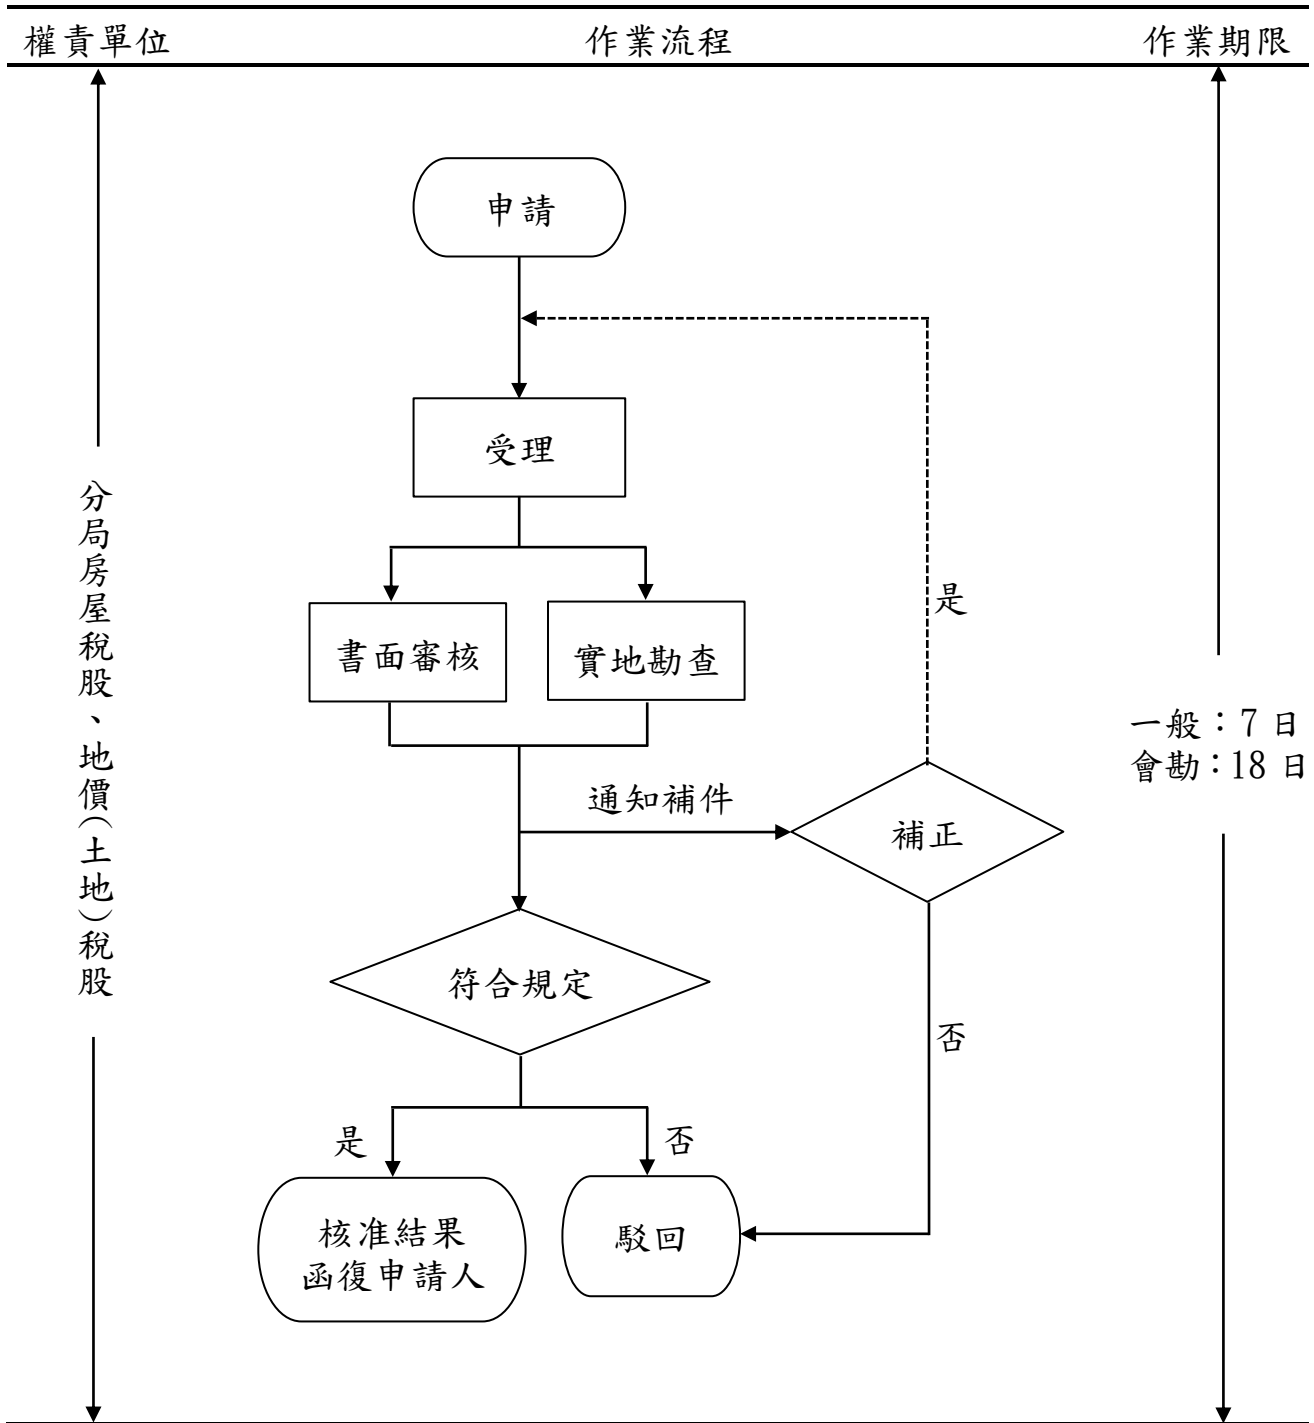 權責單位
作業流程
作業期限
申請
受理
分局房屋稅股、地價(土地)稅股
書面審核
實地勘查
是
一般：7 日
會勘：18 日
通知補件
補正
符合規定
否
是
否
核准結果
函復申請人
駁回